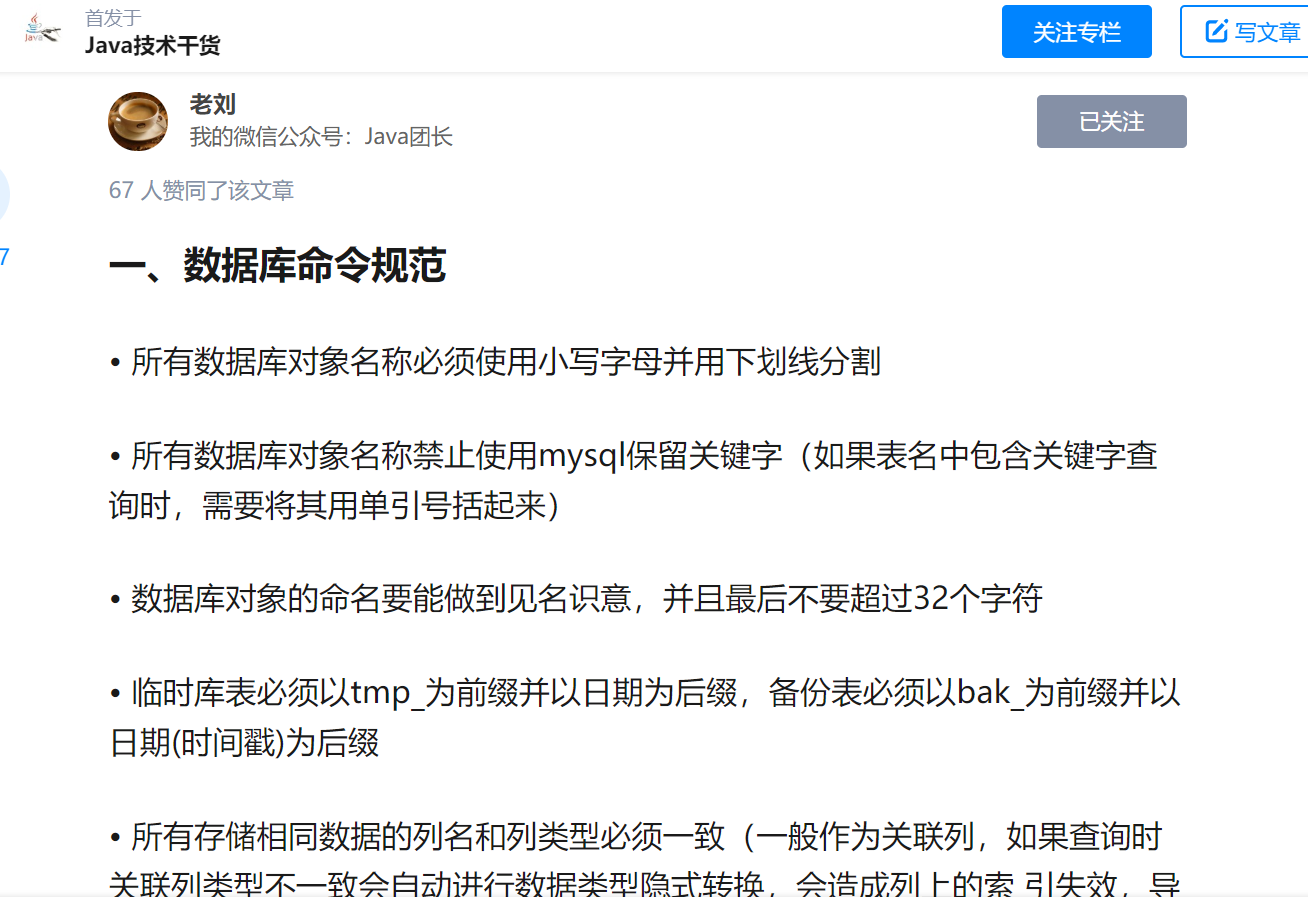 首发于
Java技术干货
关注专栏
写文章
老刘
我的微信公众号：Java团长
已关注
67 人赞同了该文章
7
一、数据库命令规范
• 所有数据库对象名称必须使用小写字母并用下划线分割
• 所有数据库对象名称禁止使用mysql保留关键字（如果表名中包含关键字查
询时，需要将其用单引号括起来）
• 数据库对象的命名要能做到见名识意，并且最后不要超过32个字符
• 临时库表必须以tmp_为前缀并以日期为后缀，备份表必须以bak_为前缀并以
日期(时间戳)为后缀
• 所有存储相同数据的列名和列类型必须一致（一般作为关联列，如果查询时
关联列类型不一致会自动进行数据类型隐式转换，会造成列上的索 引失效，导